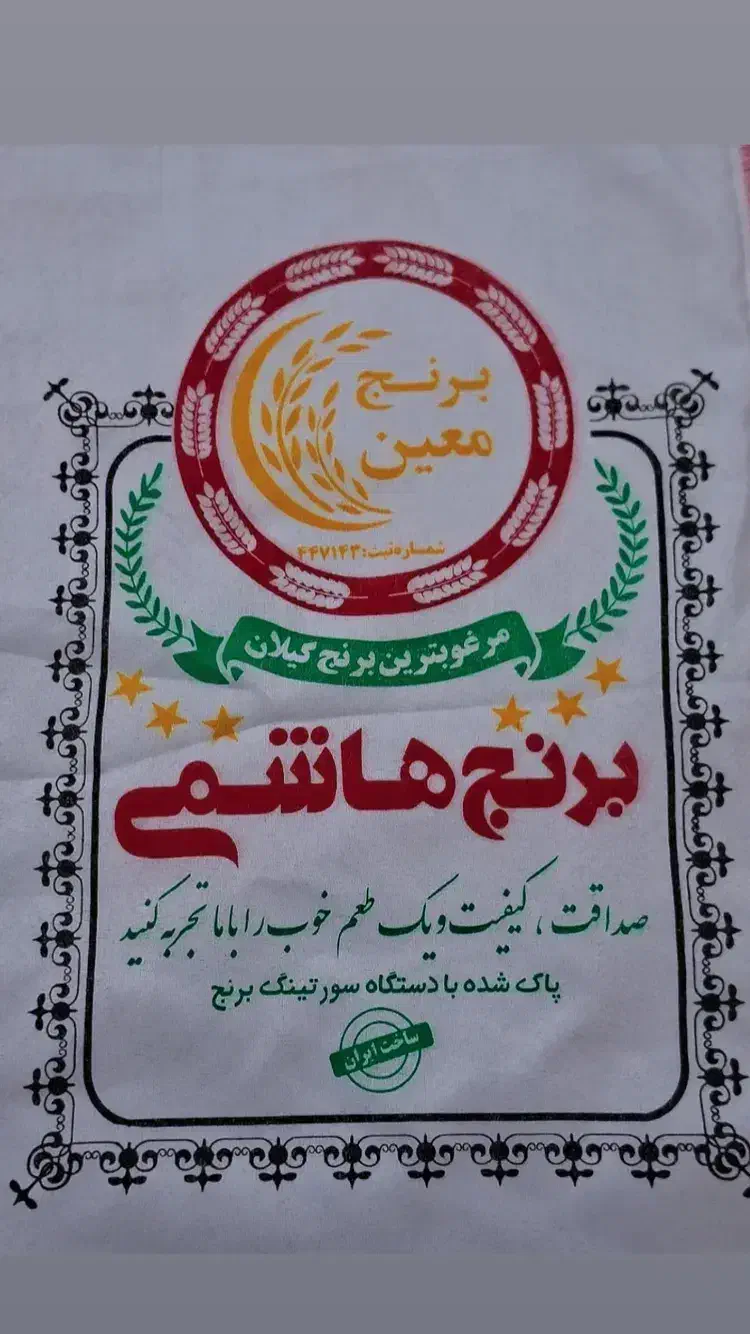 برنج
معین
شماره ثبت: ۴۴۷۱۴۳
مرغوبترین برنج گیلان
برنج هاشمی
صداقت، کیفیت و یک طعم خوب را با ما تجربه کنید
پاک شده با دستگاه سورتینگ برنج
ساخت ایران